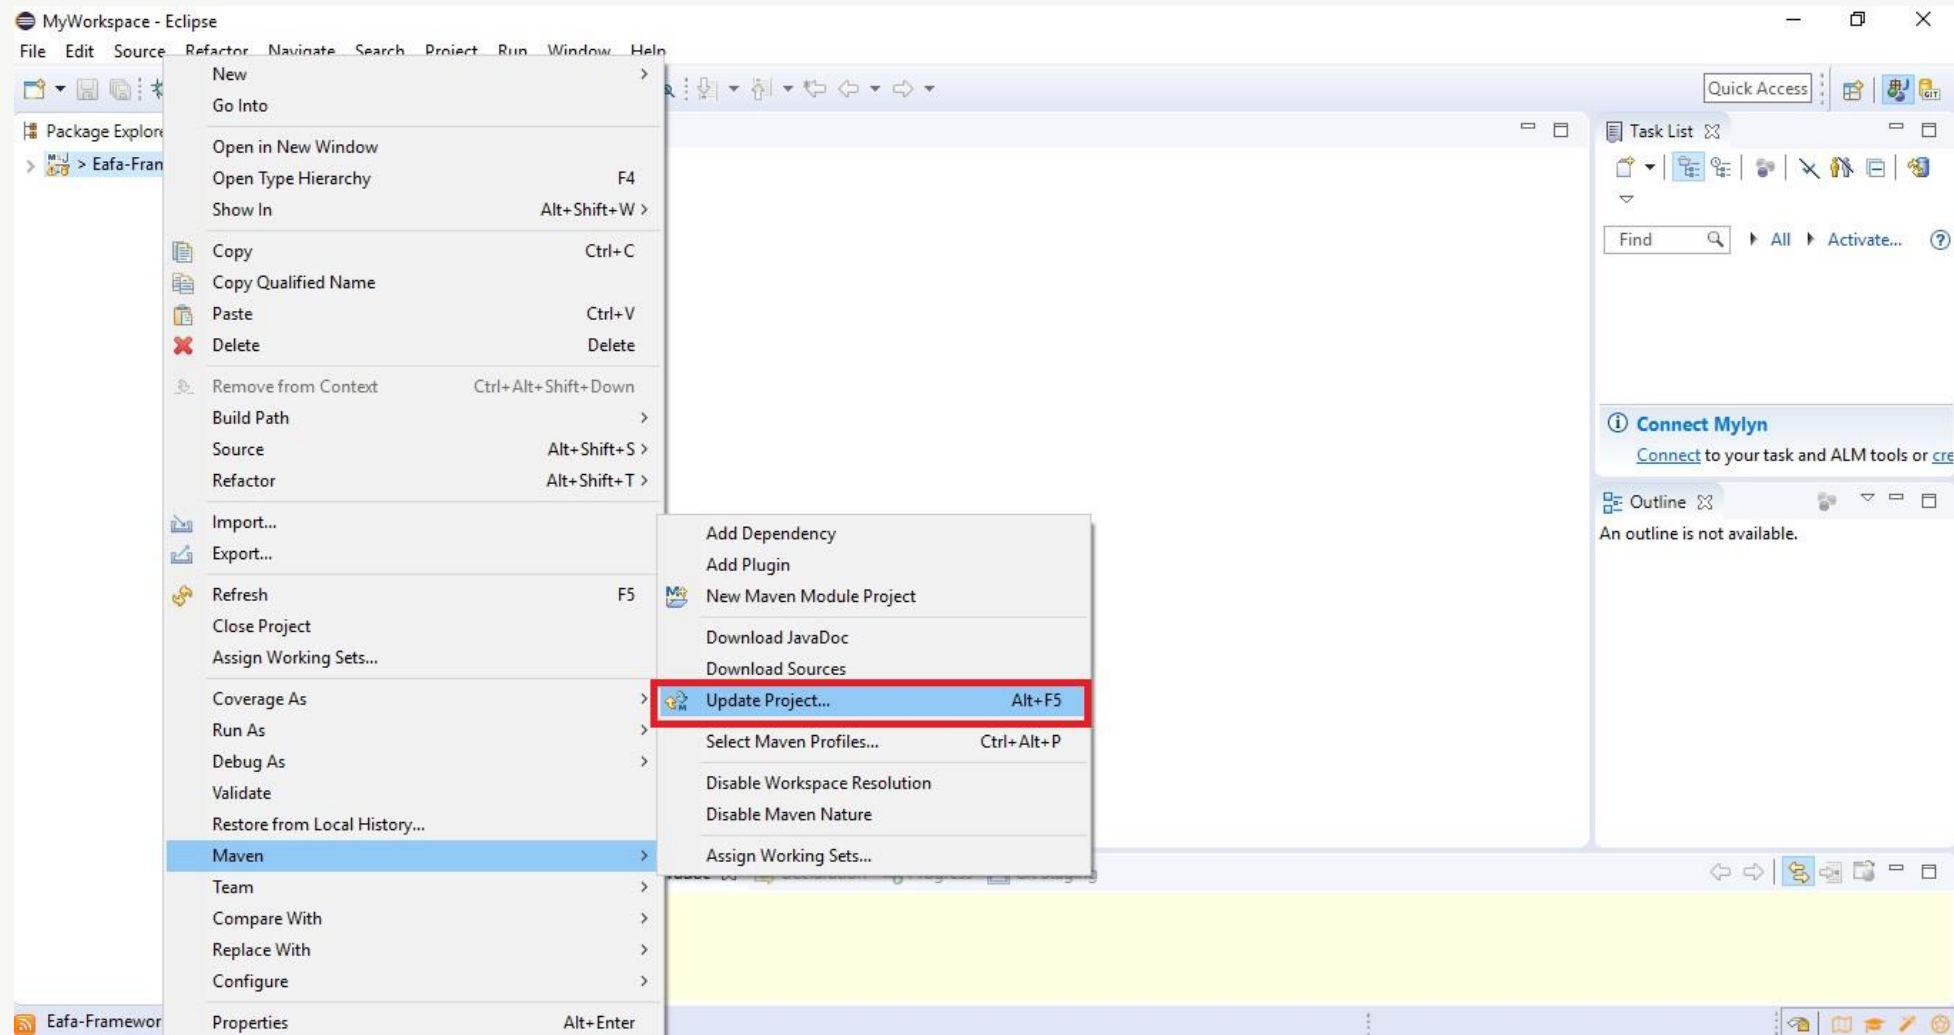 MyWorkspace - Eclipse
File Edit Source Refactor Navigate Search Project Run Window Help
Quick Access
GIT
Package Explore
> Eafa-Fran
New
Go Into
Open in New Window
Open Type Hierarchy F4
Show In Alt+Shift+W >
Copy Ctrl+C
Copy Qualified Name
Paste Ctrl+V
Delete Delete
Remove from Context Ctrl+Alt+Shift+Down
Build Path
Source Alt+Shift+S >
Refactor Alt+Shift+T >
Import...
Export...
Refresh F5
Close Project
Assign Working Sets...
Coverage As
Run As
Debug As
Validate
Restore from Local History...
Maven
Team
Compare With
Replace With
Configure
Properties Alt+Enter
Add Dependency
Add Plugin
New Maven Module Project
Download JavaDoc
Download Sources
Update Project... Alt+F5
Select Maven Profiles... Ctrl+Alt+P
Disable Workspace Resolution
Disable Maven Nature
Assign Working Sets...
Task List
Find All Activate...
Connect Mylyn
Connect to your task and ALM tools or cre
Outline
An outline is not available.
Eafa-Framewor